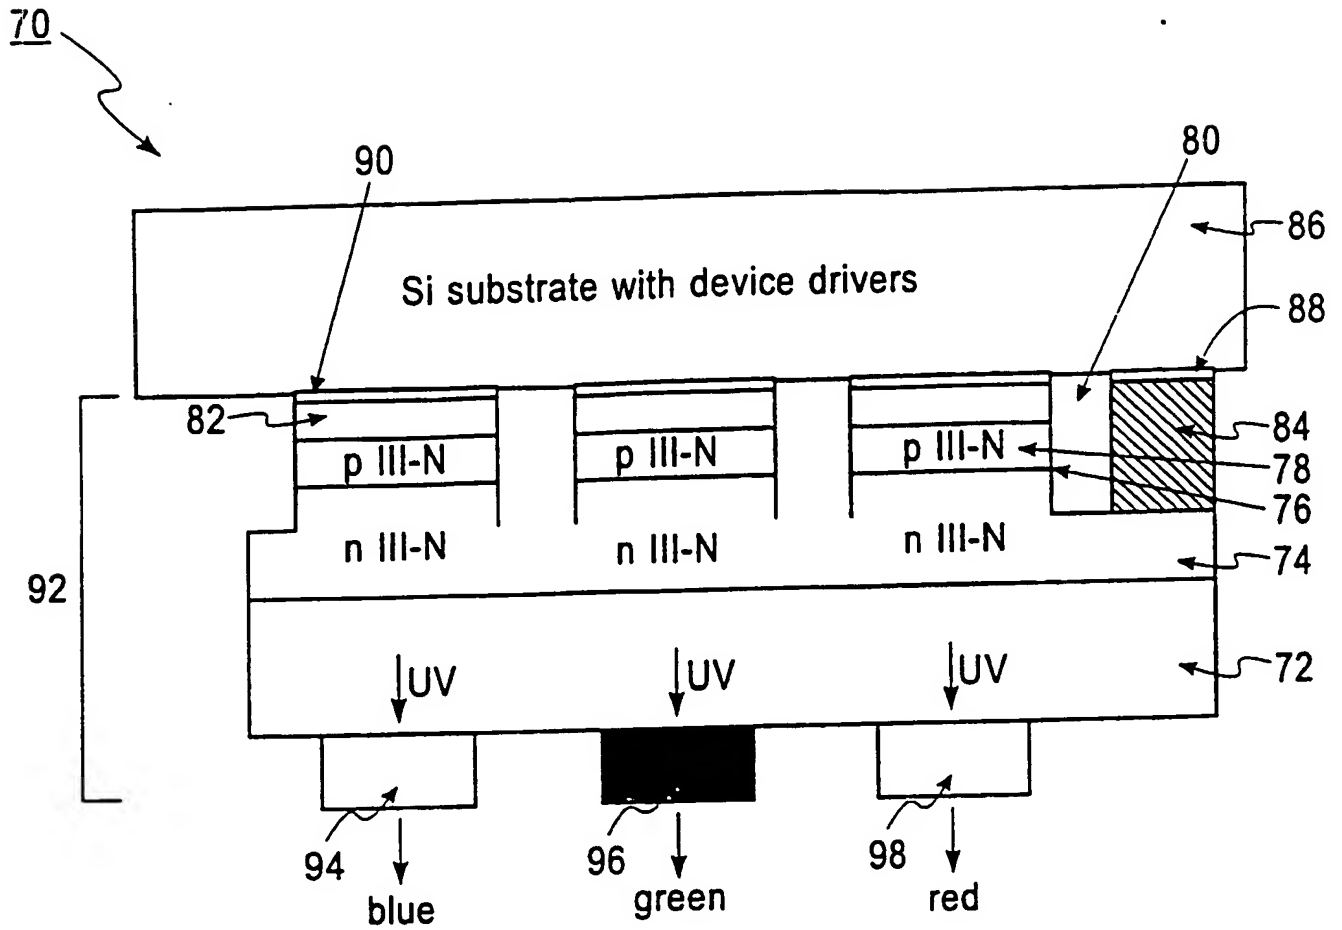 70
90
80
86
Si substrate with device drivers
88
82
84
p III-N
p III-N
p III-N
78
76
n III-N
n III-N
n III-N
74
92
UV
UV
UV
72
94
96
98
blue
green
red